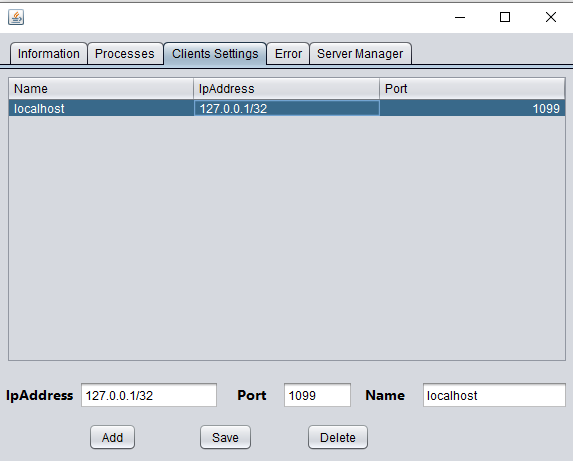 Information Processes Clients Settings Error Server Manager
Name IpAddress Port
localhost 127.0.0.1/32 1099
IpAddress 127.0.0.1/32 Port 1099 Name localhost
Add Save Delete